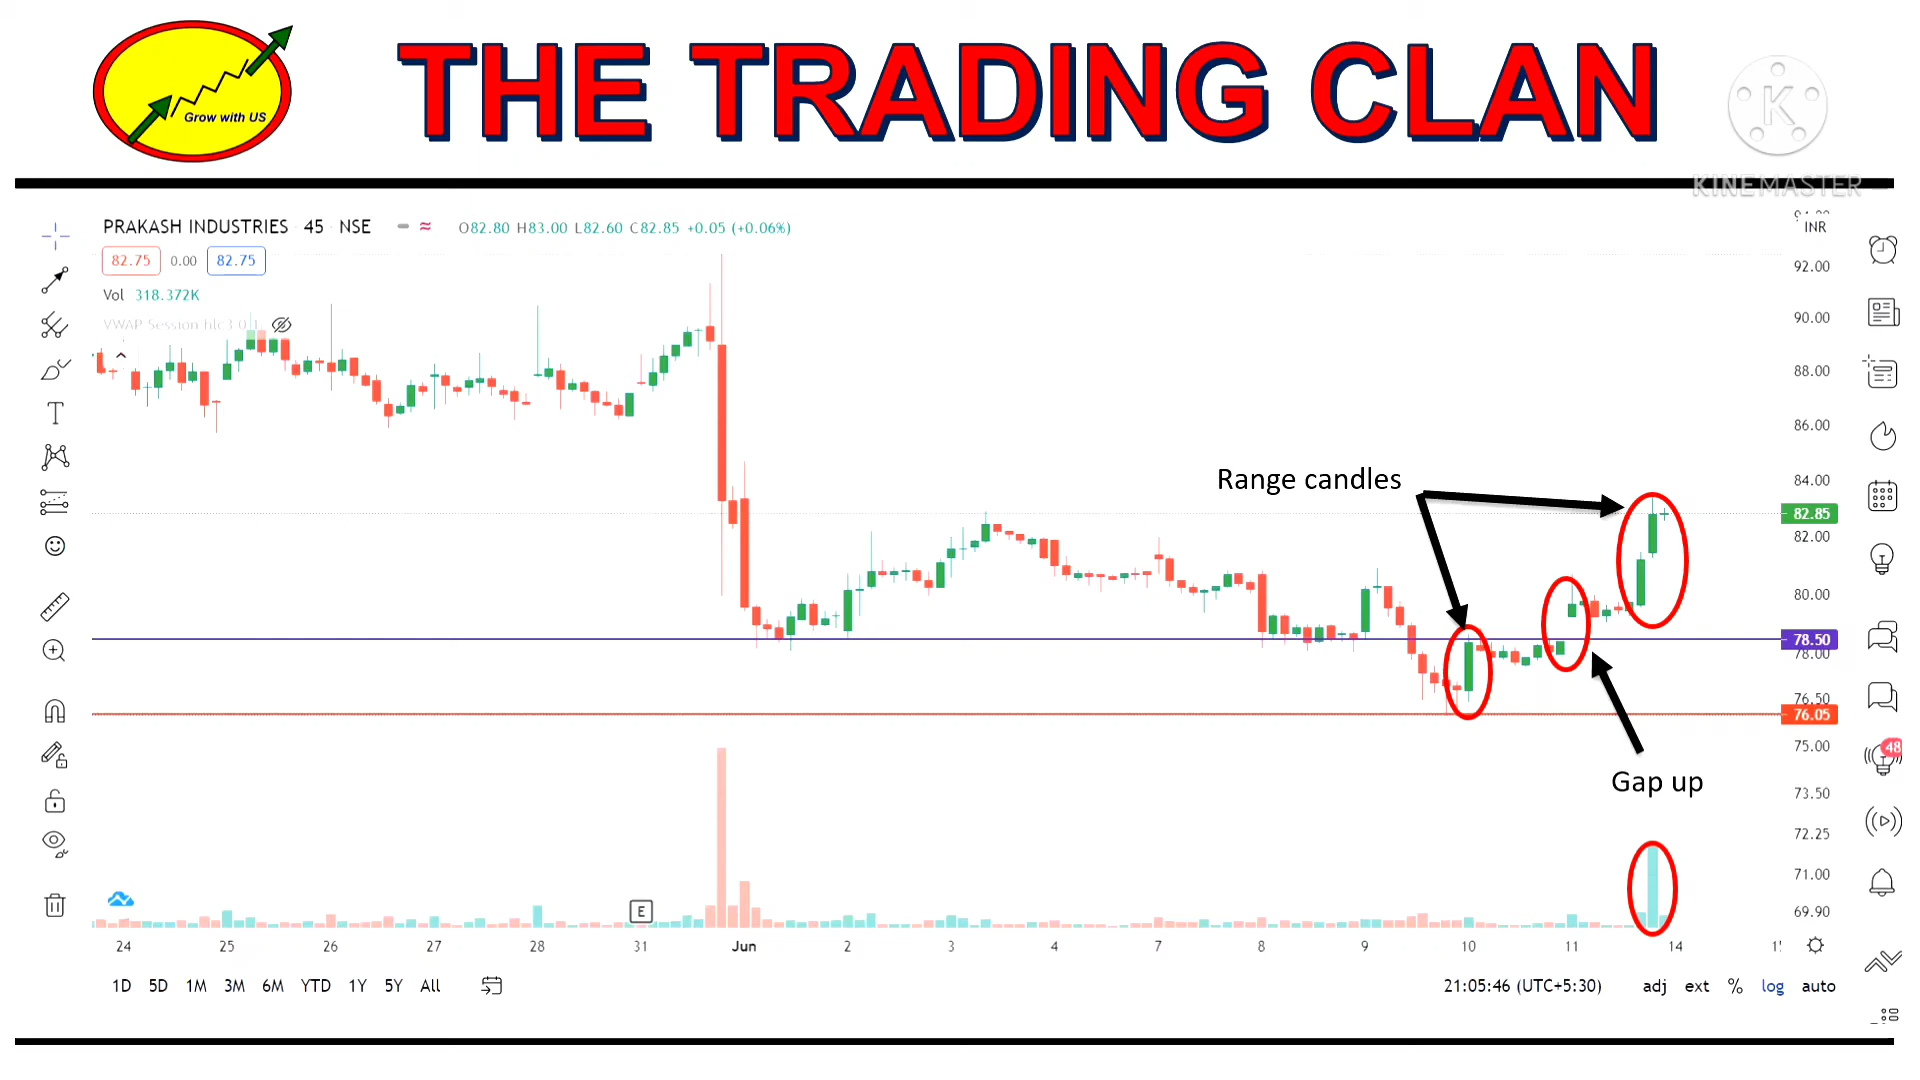 Grow with US
THE TRADING CLAN
K
KINEMASTER
PRAKASH INDUSTRIES 45 NSE
O82.80 H83.00 L82.60 C82.85 +0.05 (+0.06%)
82.75 0.00 82.75
Vol 318.372K
VWAP Session
INR
92.00
90.00
88.00
86.00
84.00
82.85
82.00
80.00
78.50
78.00
76.50
76.05
75.00
73.50
72.25
71.00
69.90
Range candles
Gap up
48
T
E
24 25 26 27 28 31 Jun 2 3 4 7 8 9 10 11 14
1D 5D 1M 3M 6M YTD 1Y 5Y All
21:05:46 (UTC+5:30) adj ext % log auto